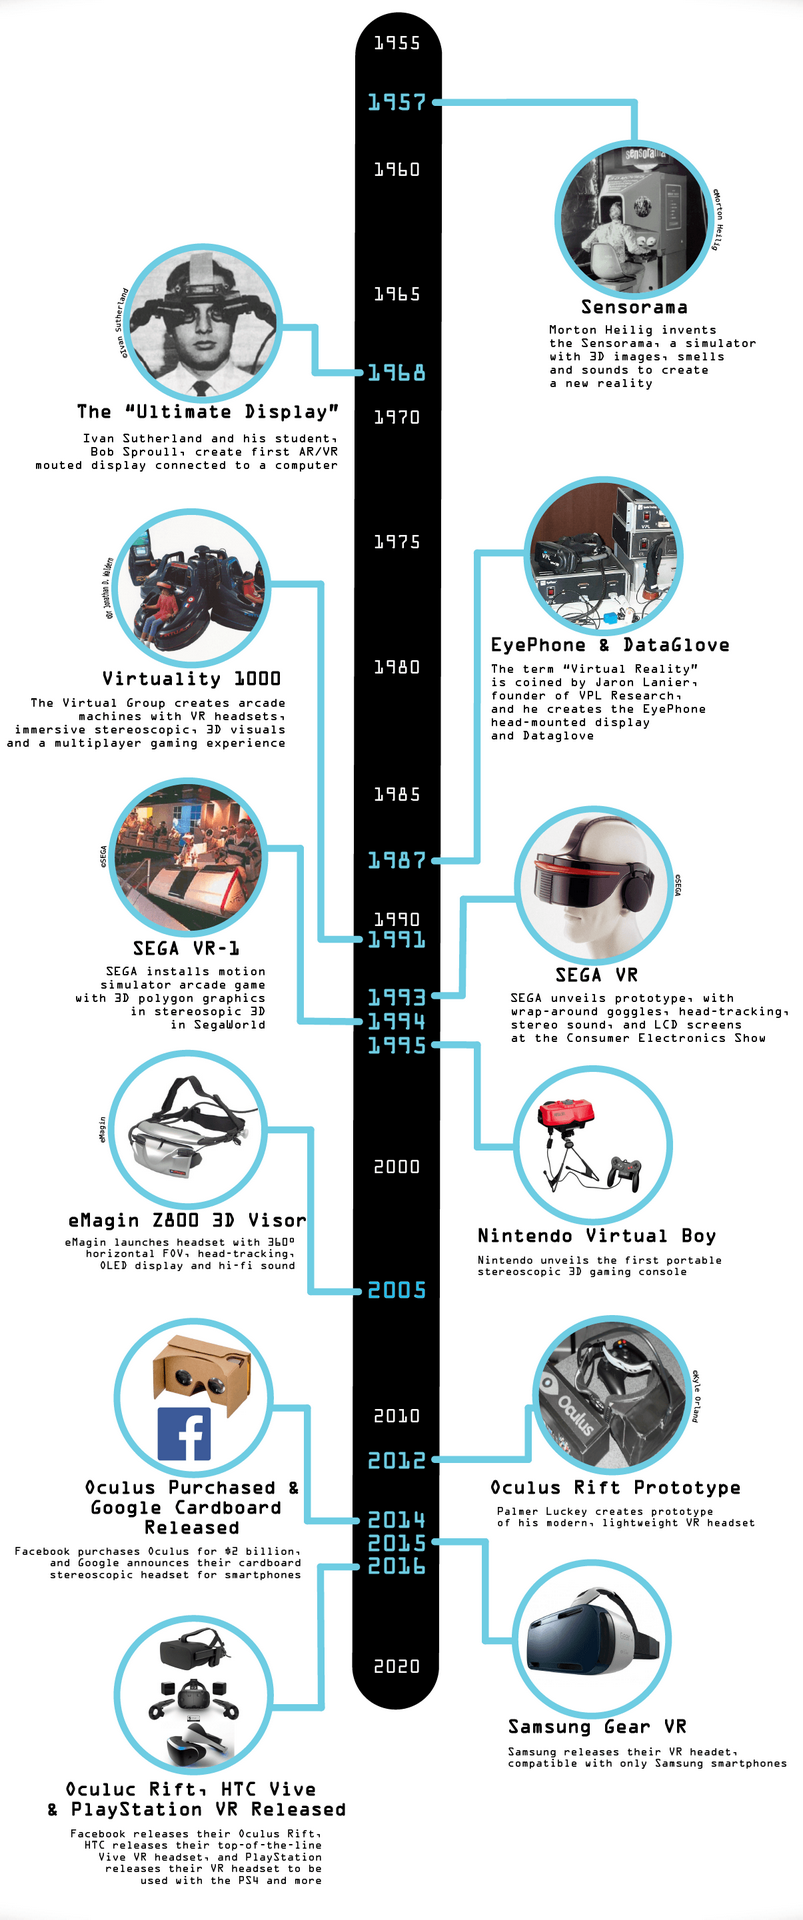 1955
1957
1960
sensorama
©Morton Heilig
Sensorama
Morton Heilig invents
the Sensorama, a simulator
with 3D images, smells
and sounds to create
a new reality
1965
©Ivan Sutherland
1968
The “Ultimate Display”
Ivan Sutherland and his student,
Bob Sproull, create first AR/VR
mouted display connected to a computer
1970
1975
VPL
VPL
EyePhone & DataGlove
The term “Virtual Reality”
is coined by Jaron Lanier,
founder of VPL Research,
and he creates the EyePhone
head-mounted display
and Dataglove
©Dr Jonathan D. Waldern
Virtuality 1000
The Virtual Group creates arcade
machines with VR headsets,
immersive stereoscopic, 3D visuals
and a multiplayer gaming experience
1980
1985
1987
1990
1991
©SEGA
SEGA VR-1
SEGA installs motion
simulator arcade game
with 3D polygon graphics
in stereosopic 3D
in SegaWorld
©SEGA
SEGA VR
SEGA unveils prototype, with
wrap-around goggles, head-tracking,
stereo sound, and LCD screens
at the Consumer Electronics Show
1993
1994
1995
eMagin
eMagin Z800 3D Visor
eMagin launches headset with 360º
horizontal FOV, head-tracking,
OLED display and hi-fi sound
2000
Nintendo Virtual Boy
Nintendo unveils the first portable
stereoscopic 3D gaming console
2005
2010
2012
f
Oculus Purchased &
Google Cardboard
Released
Facebook purchases Oculus for $2 billion,
and Google announces their cardboard
stereoscopic headset for smartphones
Oculus
©Kyle Orland
Oculus Rift Prototype
Palmer Luckey creates prototype
of his modern, lightweight VR headset
2014
2015
2016
2020
Samsung Gear VR
Samsung releases their VR headet,
compatible with only Samsung smartphones
Oculuc Rift, HTC Vive
& PlayStation VR Released
Facebook releases their Oculus Rift,
HTC releases their top-of-the-line
Vive VR headset, and PlayStation
releases their VR headset to be
used with the PS4 and more